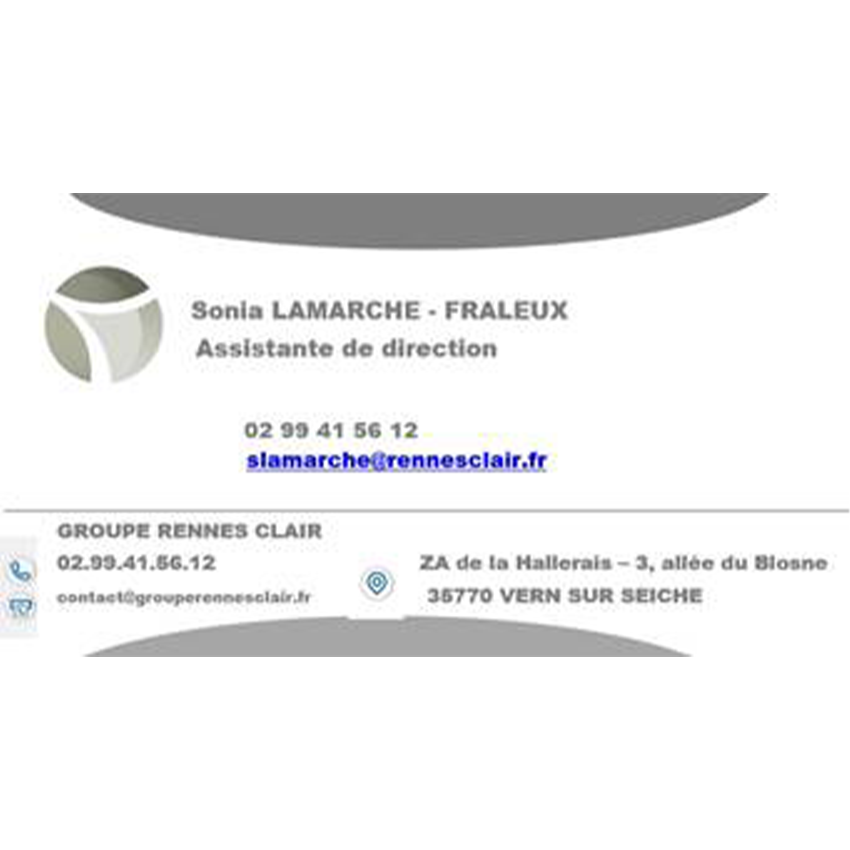 Sonia LAMARCHE - FRALEUX
Assistante de direction
02 99 41 56 12
slamarche@rennesclair.fr
GROUPE RENNES CLAIR
02.99.41.56.12
contact@grouperennesclair.fr
ZA de la Hallerais – 3, allée du Blosne
35770 VERN SUR SEICHE